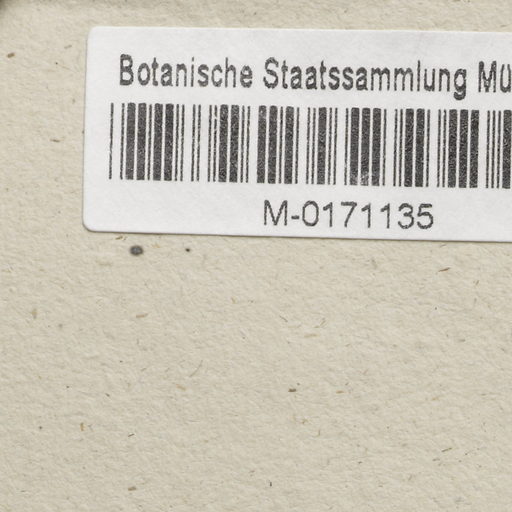 Botanische Staatssammlung Mü
M-0171135